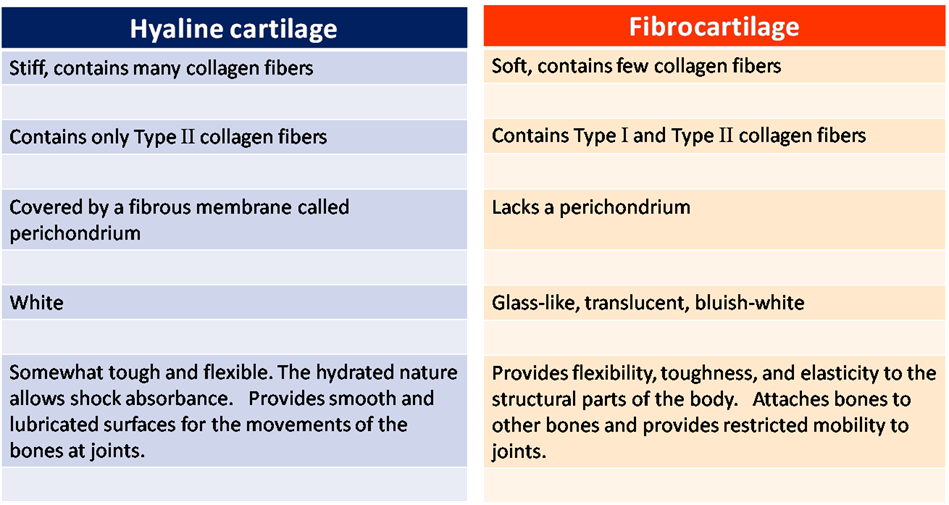 Hyaline cartilage
Fibrocartilage
Stiff, contains many collagen fibers
Soft, contains few collagen fibers
Contains only Type II collagen fibers
Contains Type I and Type II collagen fibers
Covered by a fibrous membrane called
perichondrium
Lacks a perichondrium
White
Glass-like, translucent, bluish-white
Somewhat tough and flexible. The hydrated nature
allows shock absorbance. Provides smooth and
lubricated surfaces for the movements of the
bones at joints.
Provides flexibility, toughness, and elasticity to the
structural parts of the body. Attaches bones to
other bones and provides restricted mobility to
joints.